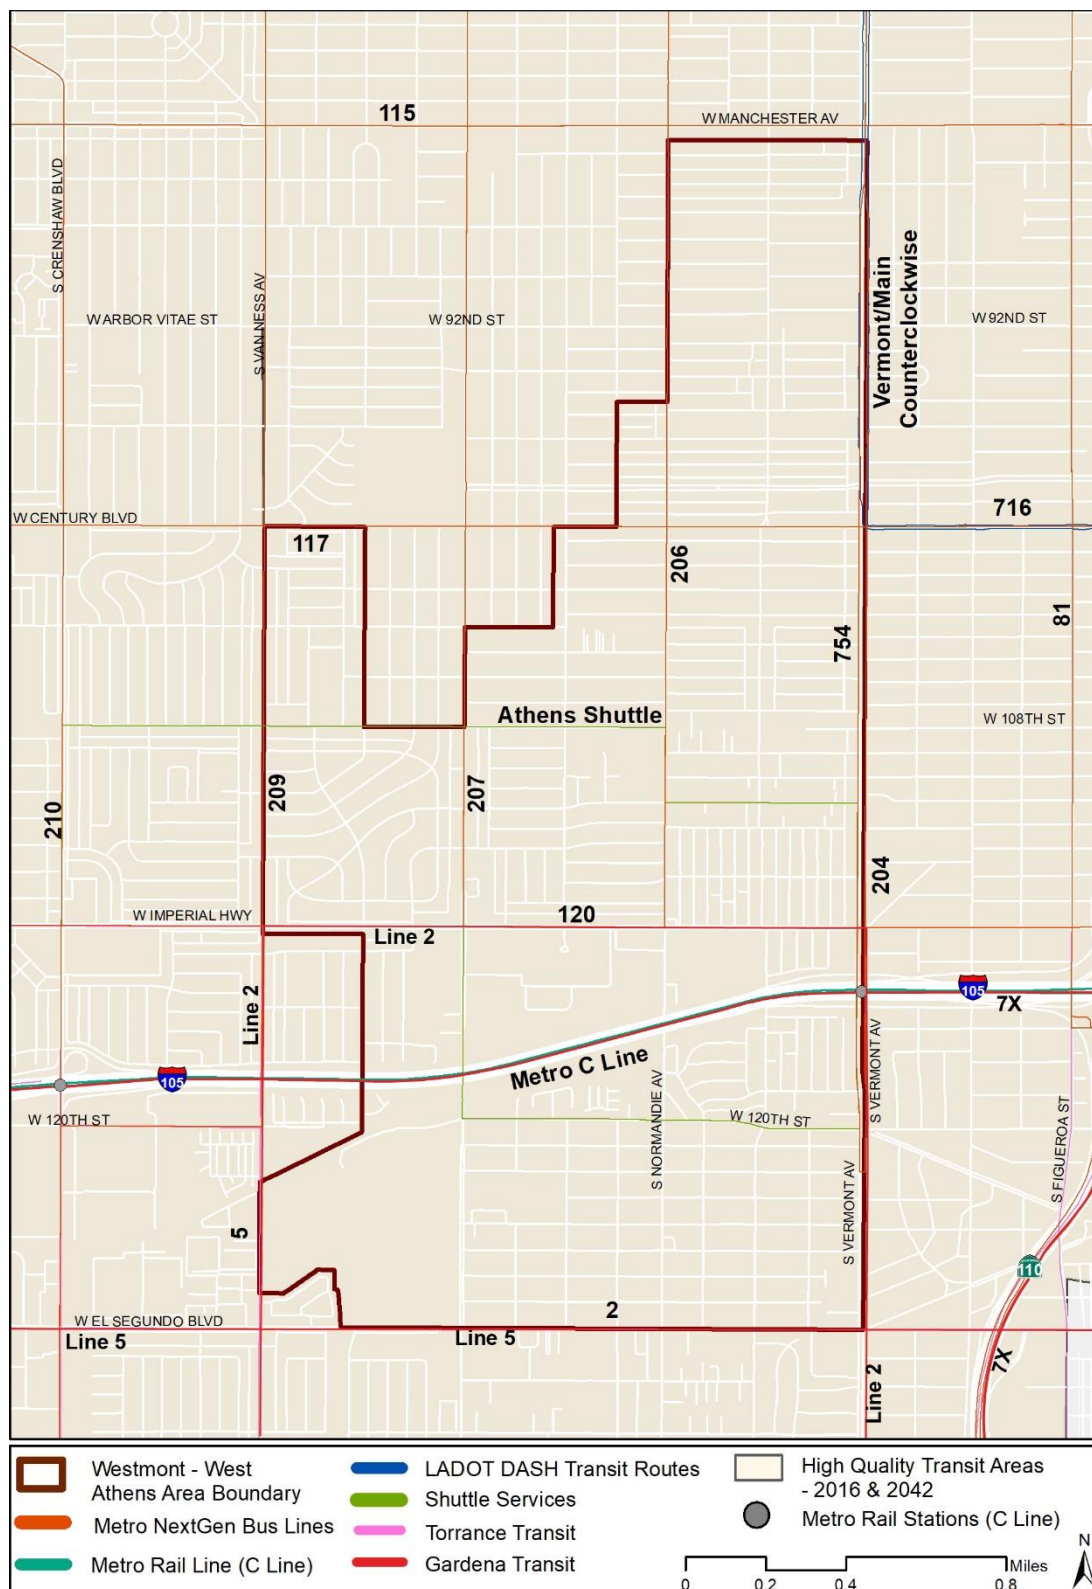 115
W MANCHESTER AV
S CRENSHAW BLVD
S VAN NESS AV
W ARBOR VITAE ST
W 92ND ST
Vermont/Main
Counterclockwise
W 92ND ST
W CENTURY BLVD
117
716
206
754
81
Athens Shuttle
W 108TH ST
210
209
207
204
W IMPERIAL HWY
120
Line 2
Line 2
105
7X
Metro C Line
105
W 120TH ST
S NORMANDIE AV
W 120TH ST
S VERMONT AV
S FIGUEROA ST
5
S VERMONT AV
110
W EL SEGUNDO BLVD
2
Line 5
Line 5
7X
Line 2
Westmont - West
Athens Area Boundary
Metro NextGen Bus Lines
Metro Rail Line (C Line)
LADOT DASH Transit Routes
Shuttle Services
Torrance Transit
Gardena Transit
High Quality Transit Areas
- 2016 & 2042
Metro Rail Stations (C Line)
Miles
0 0.2 0.4 0.8
N